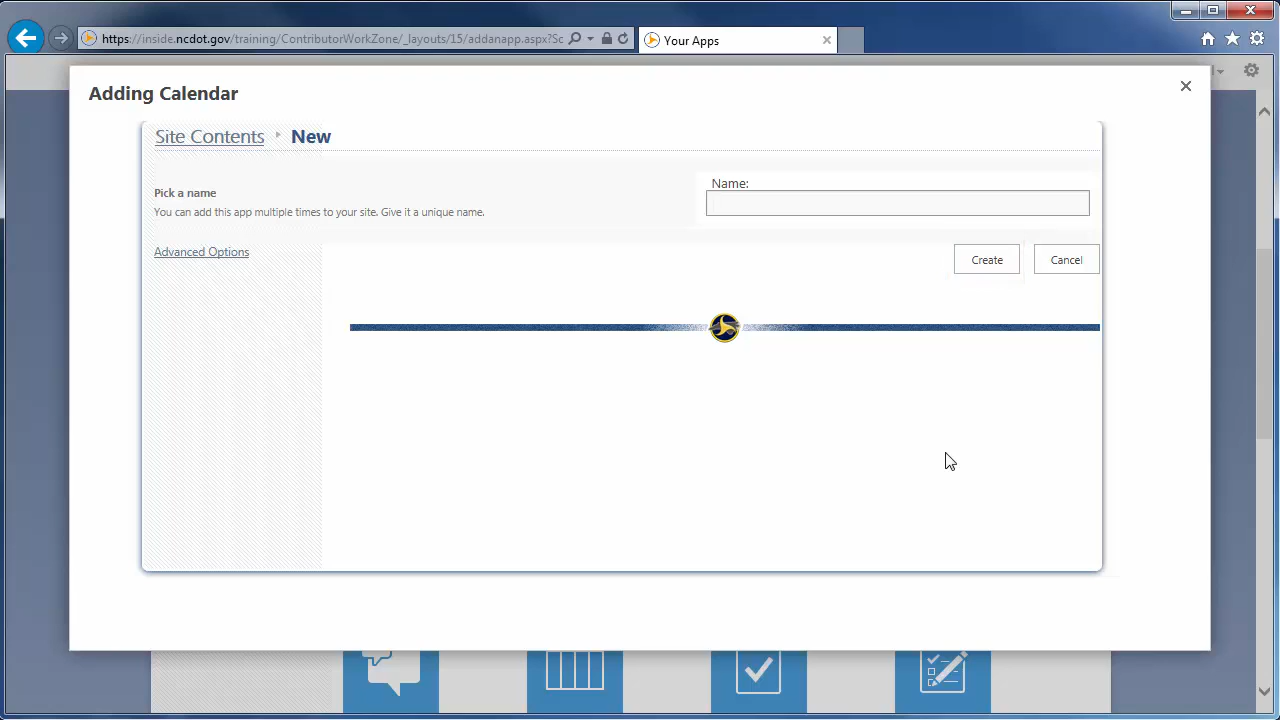 https://inside.ncdot.gov/training/ContributorWorkZone/_layouts/15/addanapp.aspx?Sc
Your Apps
Adding Calendar
Site Contents New
Pick a name
You can add this app multiple times to your site. Give it a unique name.
Name:
Advanced Options
Create
Cancel